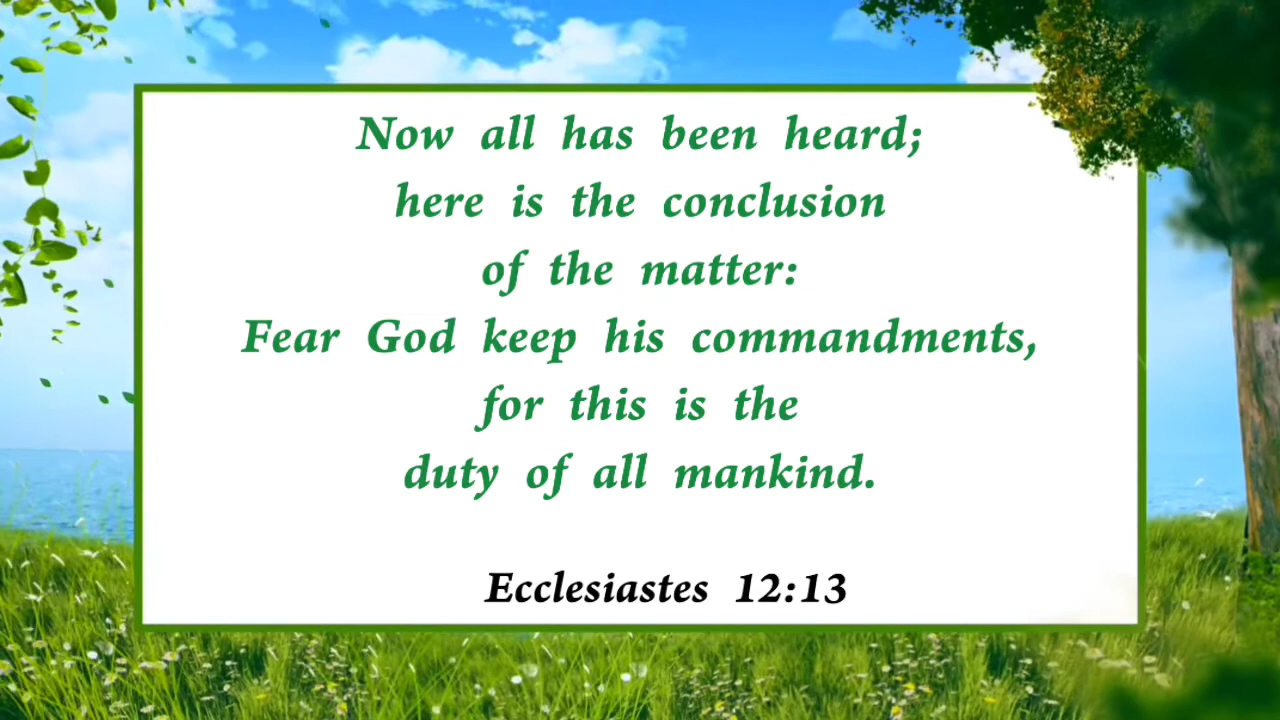 Now all has been heard;
here is the conclusion
of the matter:
Fear God keep his commandments,
for this is the
duty of all mankind.
Ecclesiastes 12:13